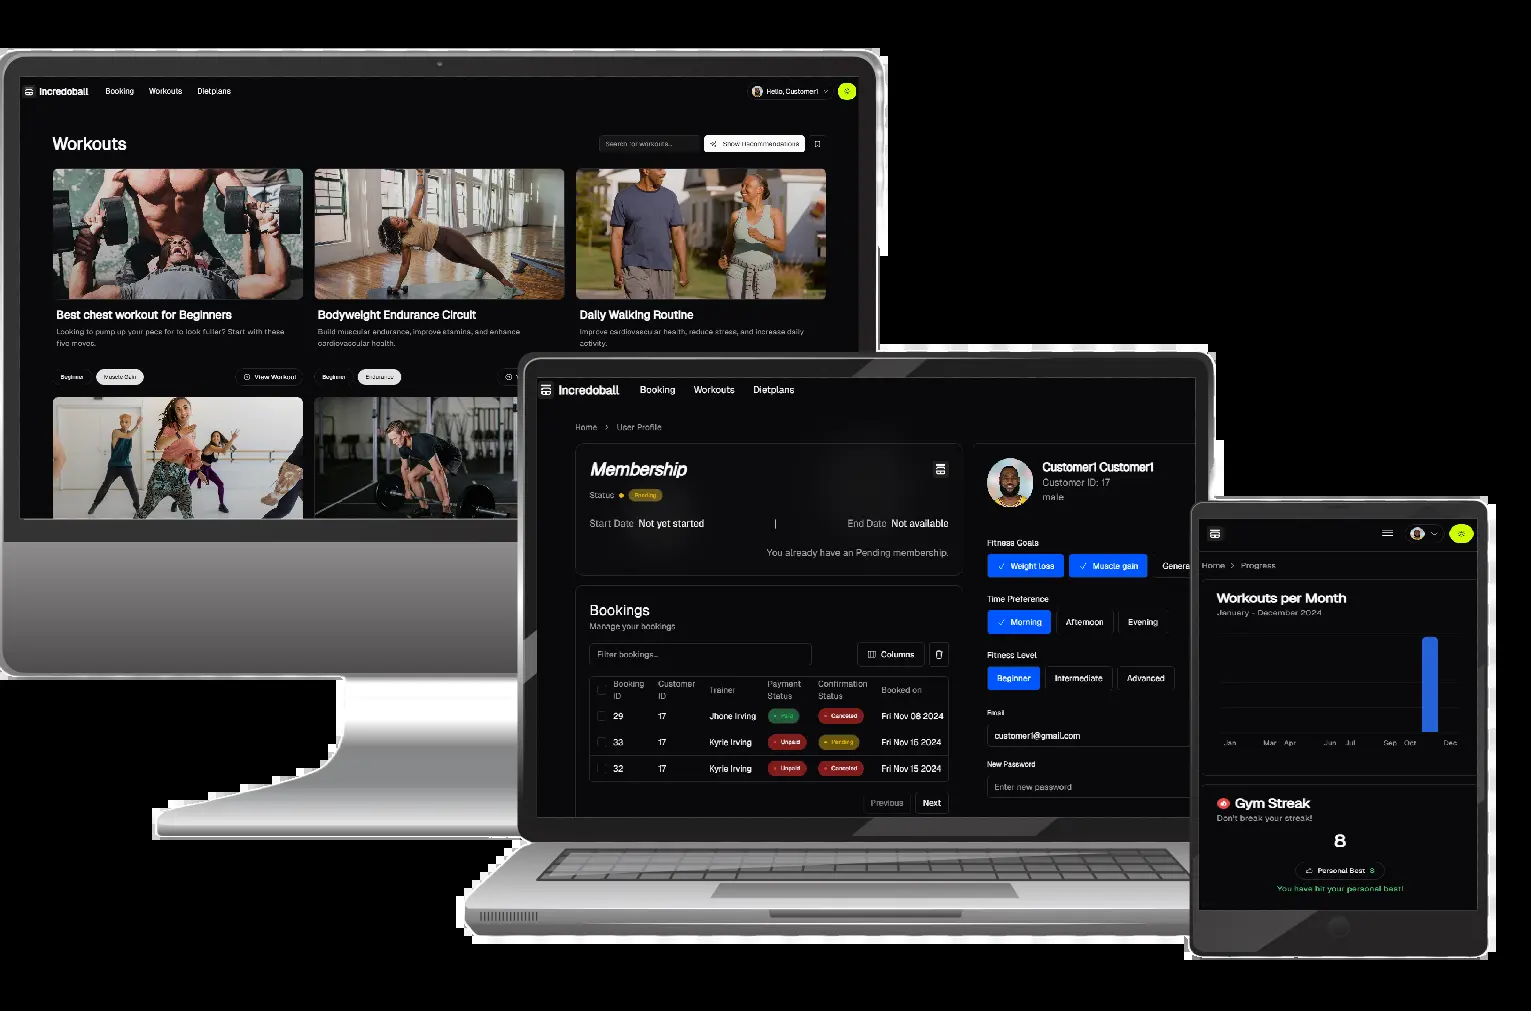 Incredoball Booking Workouts Dietplans Hello, Customer1
Workouts
Search for workouts.. Show Recommendations
Best chest workout for Beginners
Looking to pump up your pecs for to look fuller? Start with these
five moves.
Beginner Muscle Gain View Workout
Bodyweight Endurance Circuit
Build muscular endurance, improve stamina, and enhance
cardiovascular health.
Beginner Endurance
Daily Walking Routine
Improve cardiovascular health, reduce stress, and increase daily
activity.
Incredoball Booking Workouts Dietplans
Home > User Profile
Membership
Status Pending
Start Date Not yet started | End Date Not available
You already have an Pending membership.
Bookings
Manage your bookings
Filter bookings... Columns
Booking ID Customer ID Trainer Payment Status Confirmation Status Booked on
29 17 Jhone Irving Paid Canceled Fri Nov 08 2024
33 17 Kyrie Irving Unpaid Pending Fri Nov 15 2024
32 17 Kyrie Irving Unpaid Canceled Fri Nov 15 2024
Previous Next
Customer1 Customer1
Customer ID: 17
male
Fitness Goals
Weight loss Muscle gain Genera
Time Preference
Morning Afternoon Evening
Fitness Level
Beginner Intermediate Advanced
Email
customer1@gmail.com
New Password
Enter new password
Home > Progress
Workouts per Month
January - December 2024
Jan Mar Apr Jun Jul Sep Oct Dec
Gym Streak
Don't break your streak!
8
Personal Best 8
You have hit your personal best!